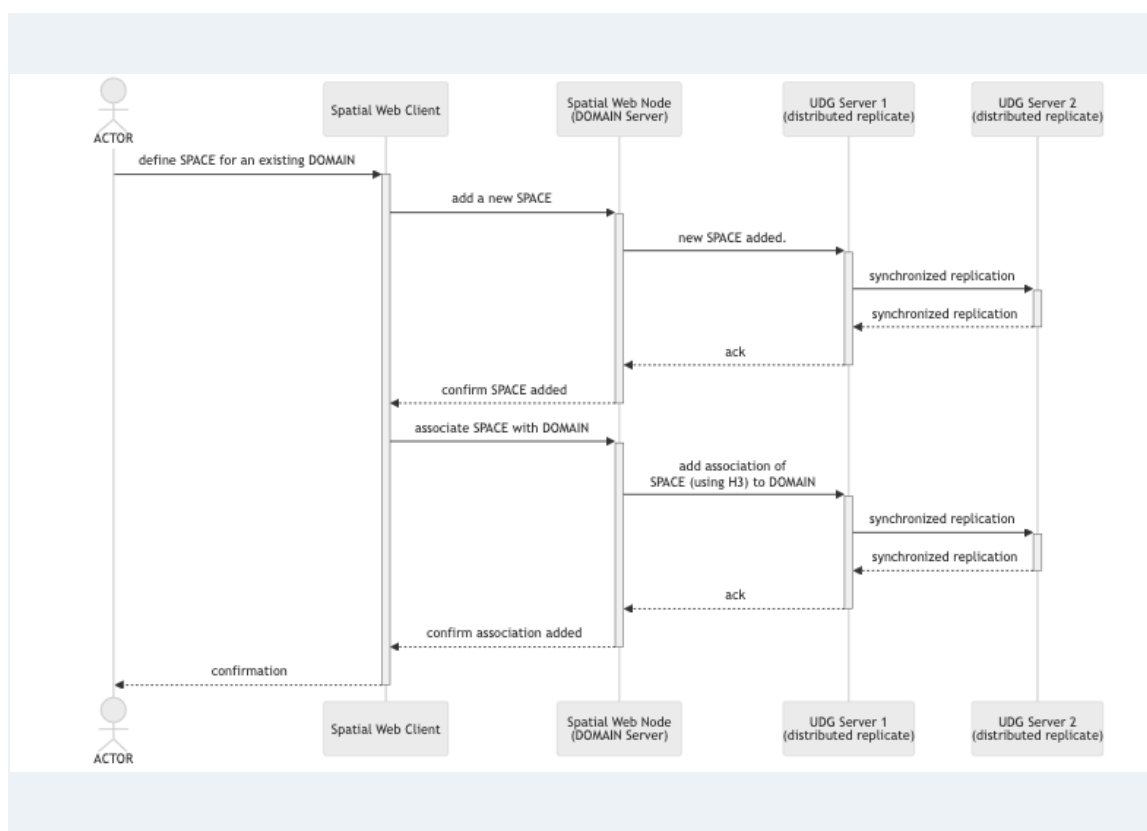 Spatial Web Client
Spatial Web Node
(DOMAIN Server)
UDG Server 1
(distributed replicate)
UDG Server 2
(distributed replicate)
ACTOR
define SPACE for an existing DOMAIN
add a new SPACE
new SPACE added.
synchronized replication
synchronized replication
ack
confirm SPACE added
associate SPACE with DOMAIN
add association of
SPACE (using H3) to DOMAIN
synchronized replication
synchronized replication
ack
confirm association added
confirmation
Spatial Web Client
Spatial Web Node
(DOMAIN Server)
UDG Server 1
(distributed replicate)
UDG Server 2
(distributed replicate)
ACTOR